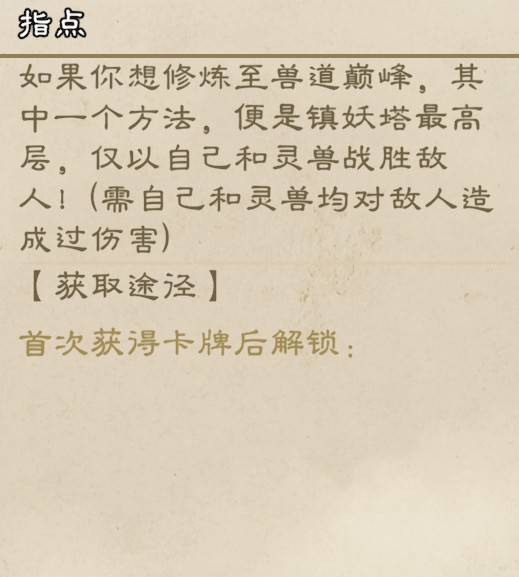 指点
如果你想修炼至兽道巅峰，其
中一个方法，便是镇妖塔最高
层，仅以自己和灵兽战胜敌
人！(需自己和灵兽均对敌人造
成过伤害)
【获取途径】
首次获得卡牌后解锁：